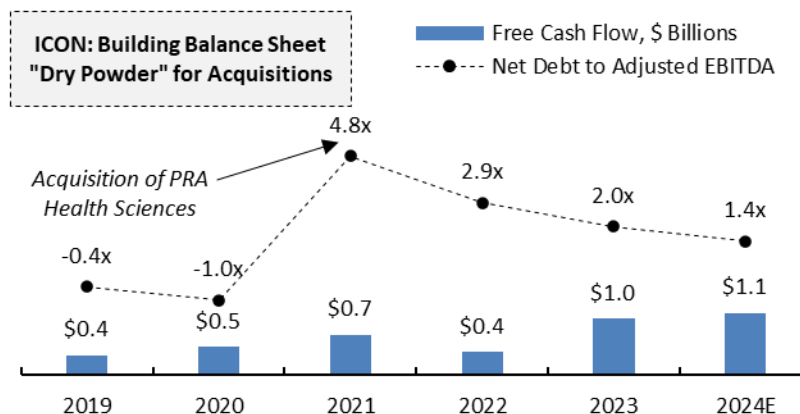 ICON: Building Balance Sheet
"Dry Powder" for Acquisitions
Free Cash Flow, $ Billions
Net Debt to Adjusted EBITDA
Acquisition of PRA
Health Sciences
-0.4x
-1.0x
4.8x
2.9x
2.0x
1.4x
$0.4
$0.5
$0.7
$0.4
$1.0
$1.1
2019
2020
2021
2022
2023
2024E